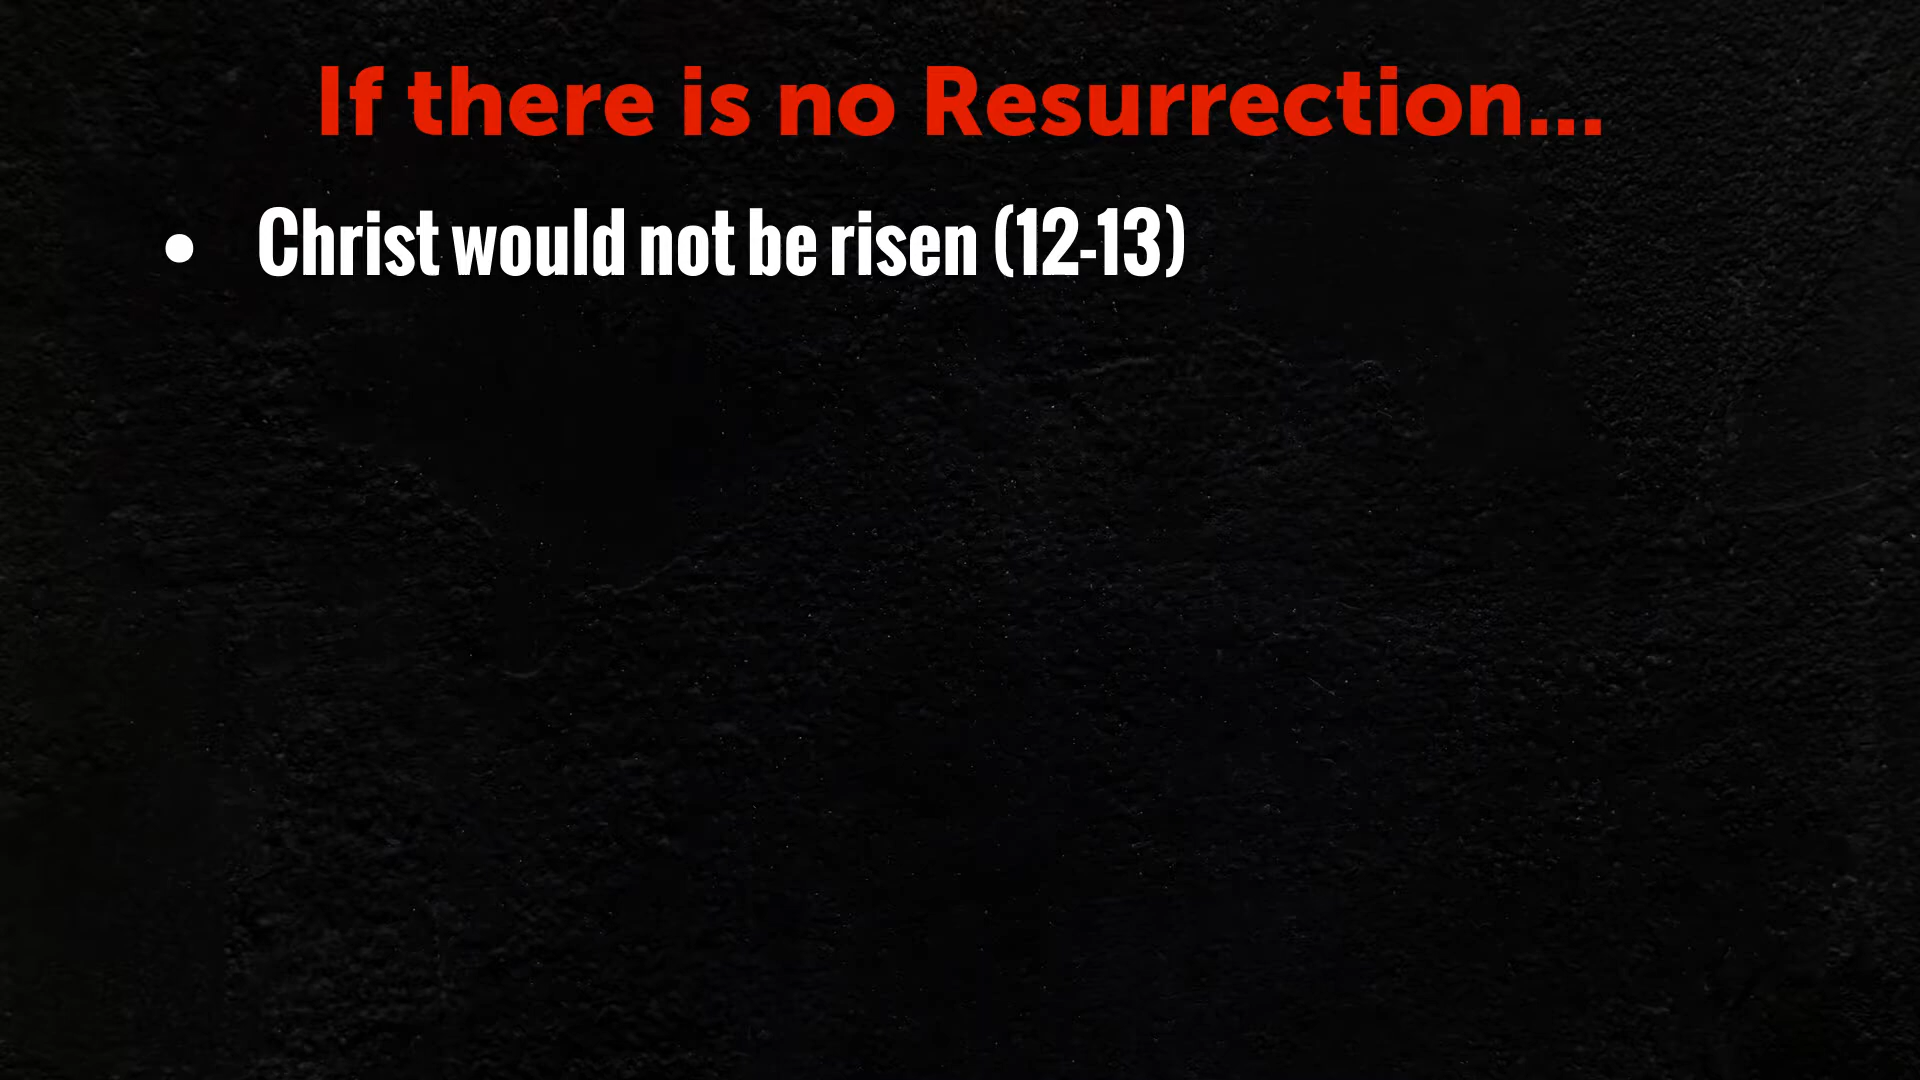 If there is no Resurrection...
• Christ would not be risen (12-13)